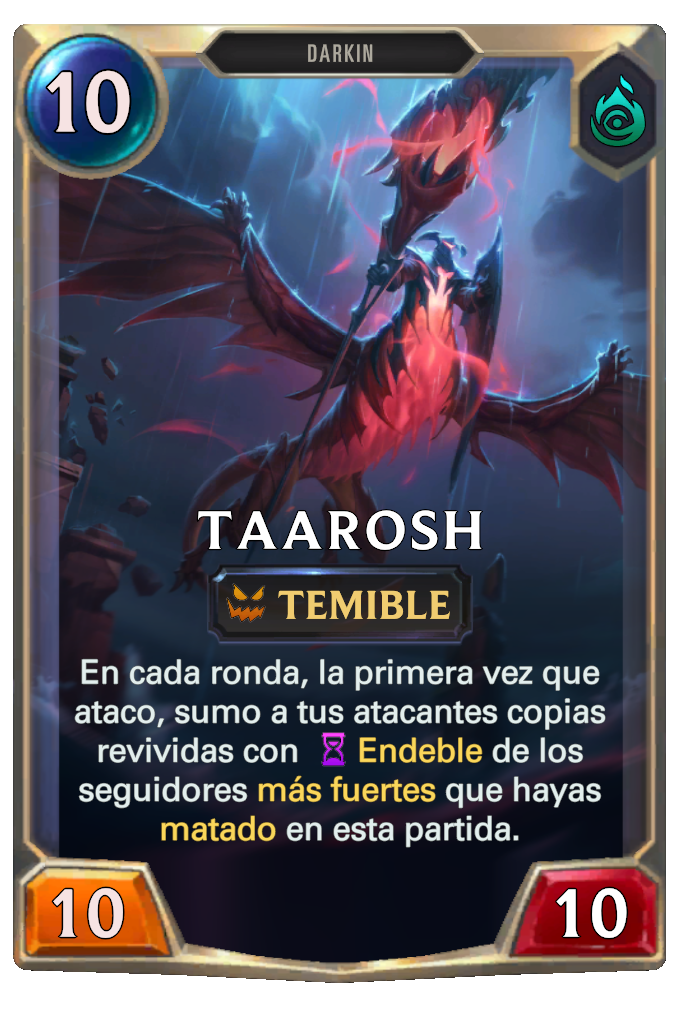 DARKIN
10
TAAROSH
TEMIBLE
En cada ronda, la primera vez que
ataco, sumo a tus atacantes copias
revividas con Endeble de los
seguidores más fuertes que hayas
matado en esta partida.
10
10